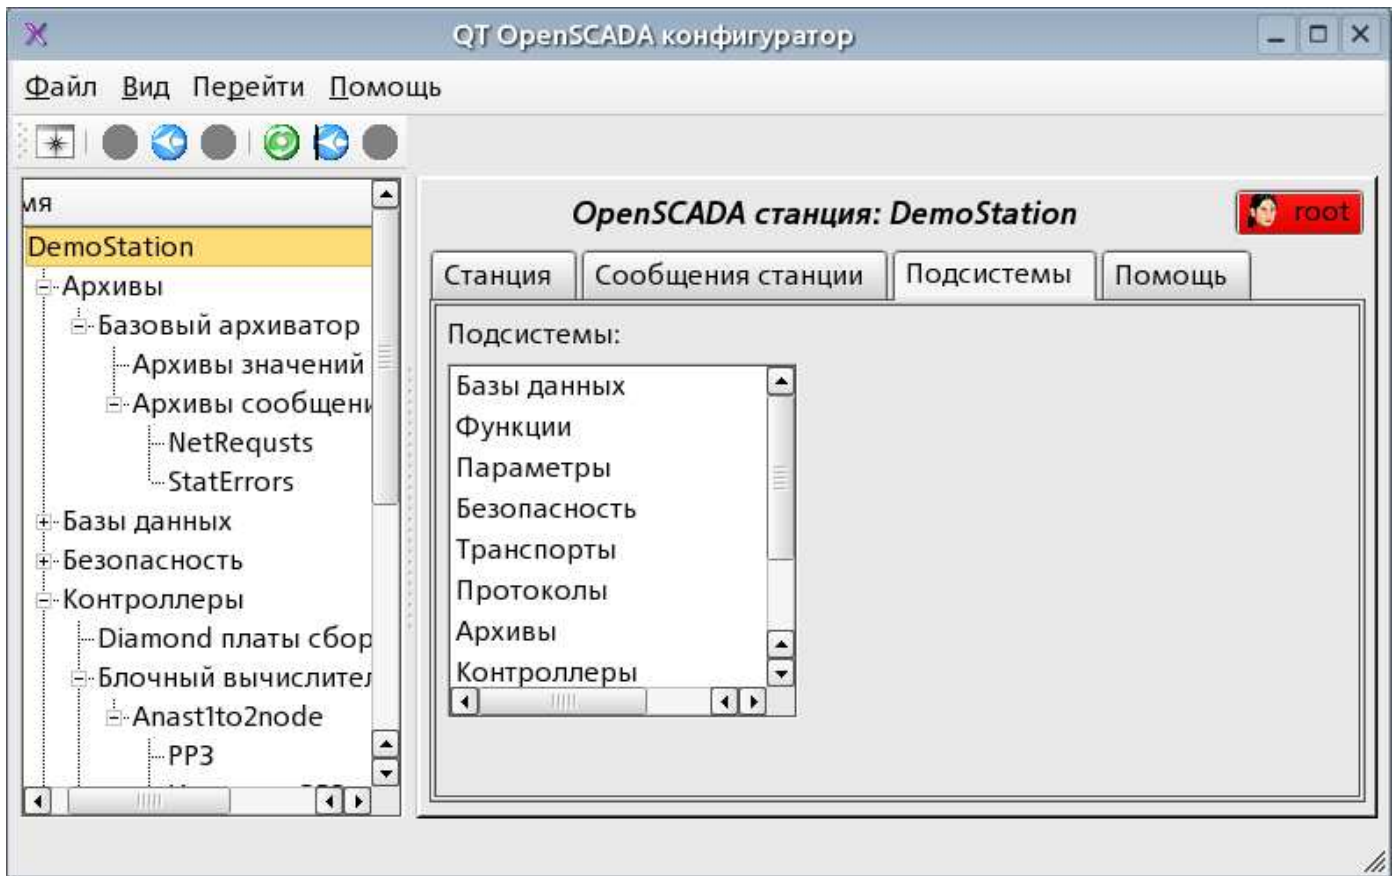 QT OpenSCADA конфигуратор
Файл Вид Перейти Помощь
мя
DemoStation
Архивы
Базовый архиватор
Архивы значений
Архивы сообщени
NetRequsts
StatErrors
Базы данных
Безопасность
Контроллеры
Diamond платы сбор
Блочный вычислител
Anast1to2node
PP3
OpenSCADA станция: DemoStation
root
Станция Сообщения станции Подсистемы Помощь
Подсистемы:
Базы данных
Функции
Параметры
Безопасность
Транспорты
Протоколы
Архивы
Контроллеры